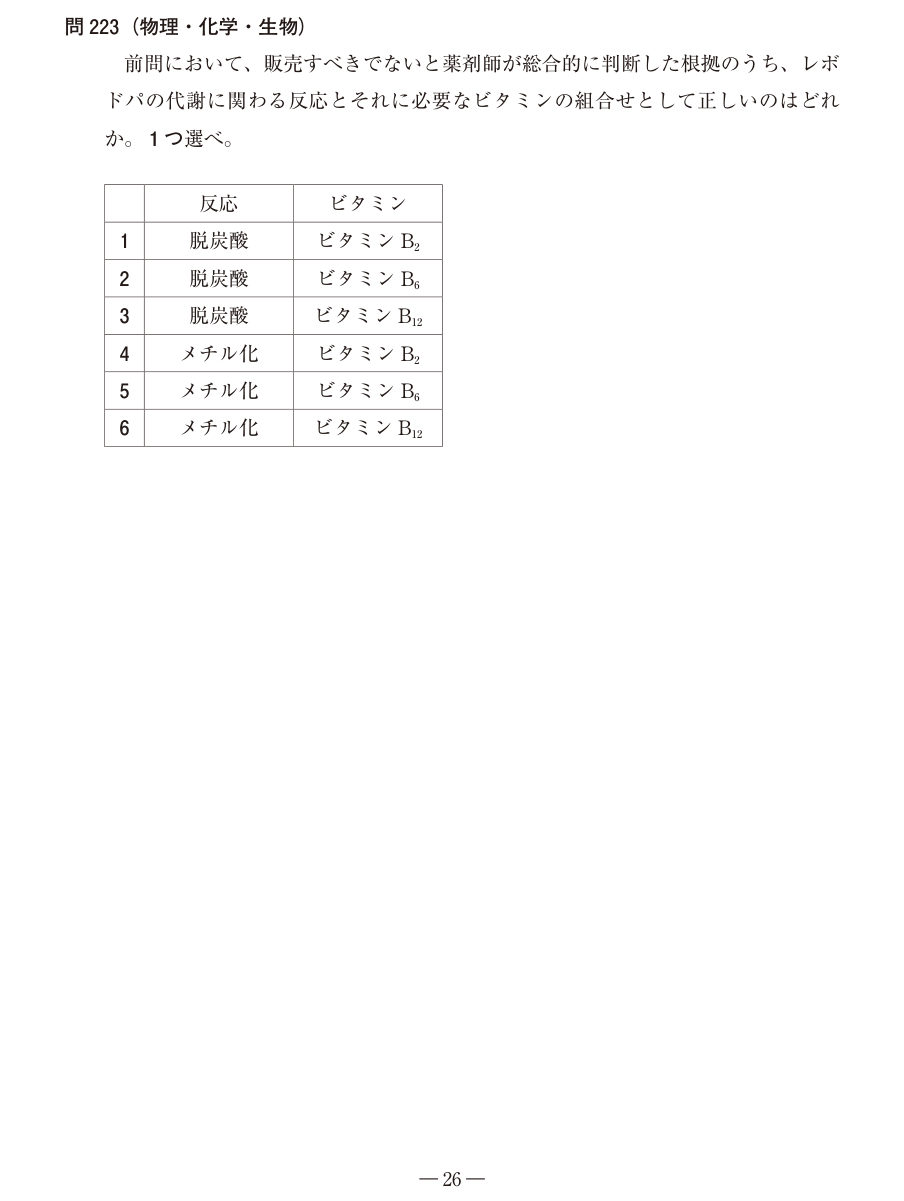 問 223（物理・化学・生物）
前問において、販売すべきでないと薬剤師が総合的に判断した根拠のうち、レボ
ドパの代謝に関わる反応とそれに必要なビタミンの組合せとして正しいのはどれ
か。１つ選べ。
反応 ビタミン
1 脱炭酸 ビタミン B₂
2 脱炭酸 ビタミン B₆
3 脱炭酸 ビタミン B₁₂
4 メチル化 ビタミン B₂
5 メチル化 ビタミン B₆
6 メチル化 ビタミン B₁₂
― 26 ―